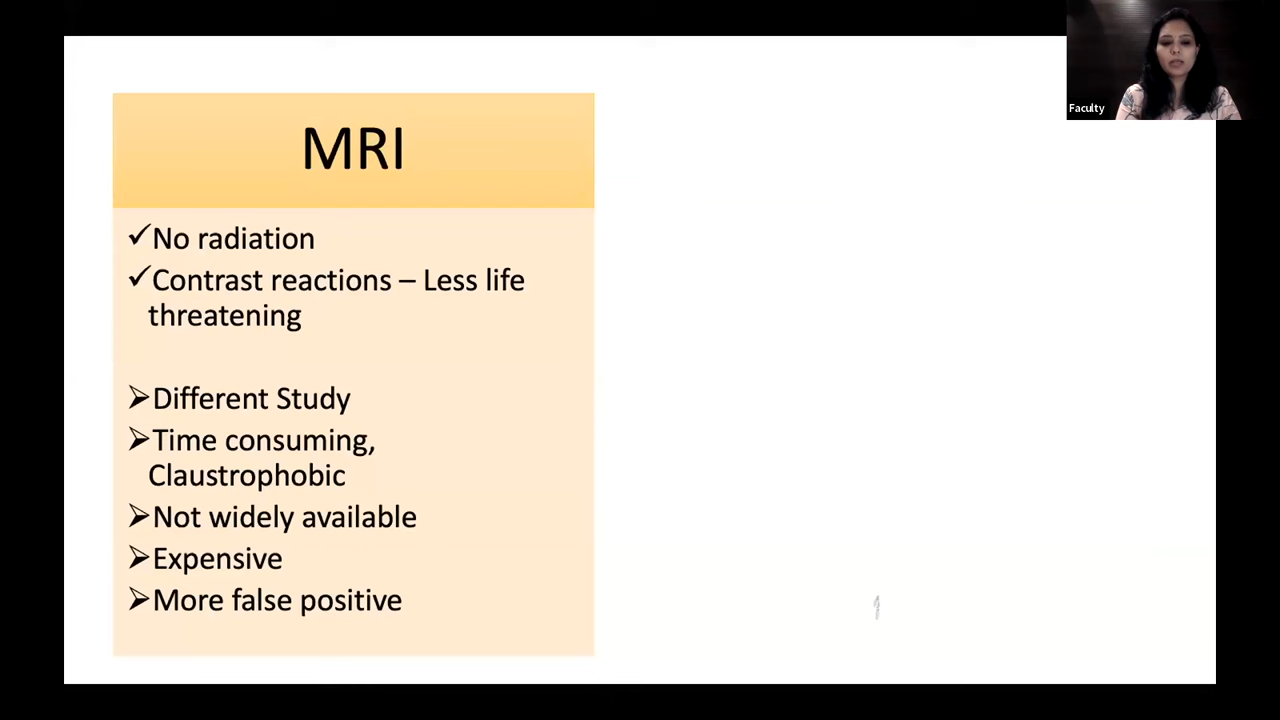 MRI
✓No radiation
✓Contrast reactions – Less life
threatening
➢Different Study
➢Time consuming,
Claustrophobic
➢Not widely available
➢Expensive
➢More false positive
Faculty